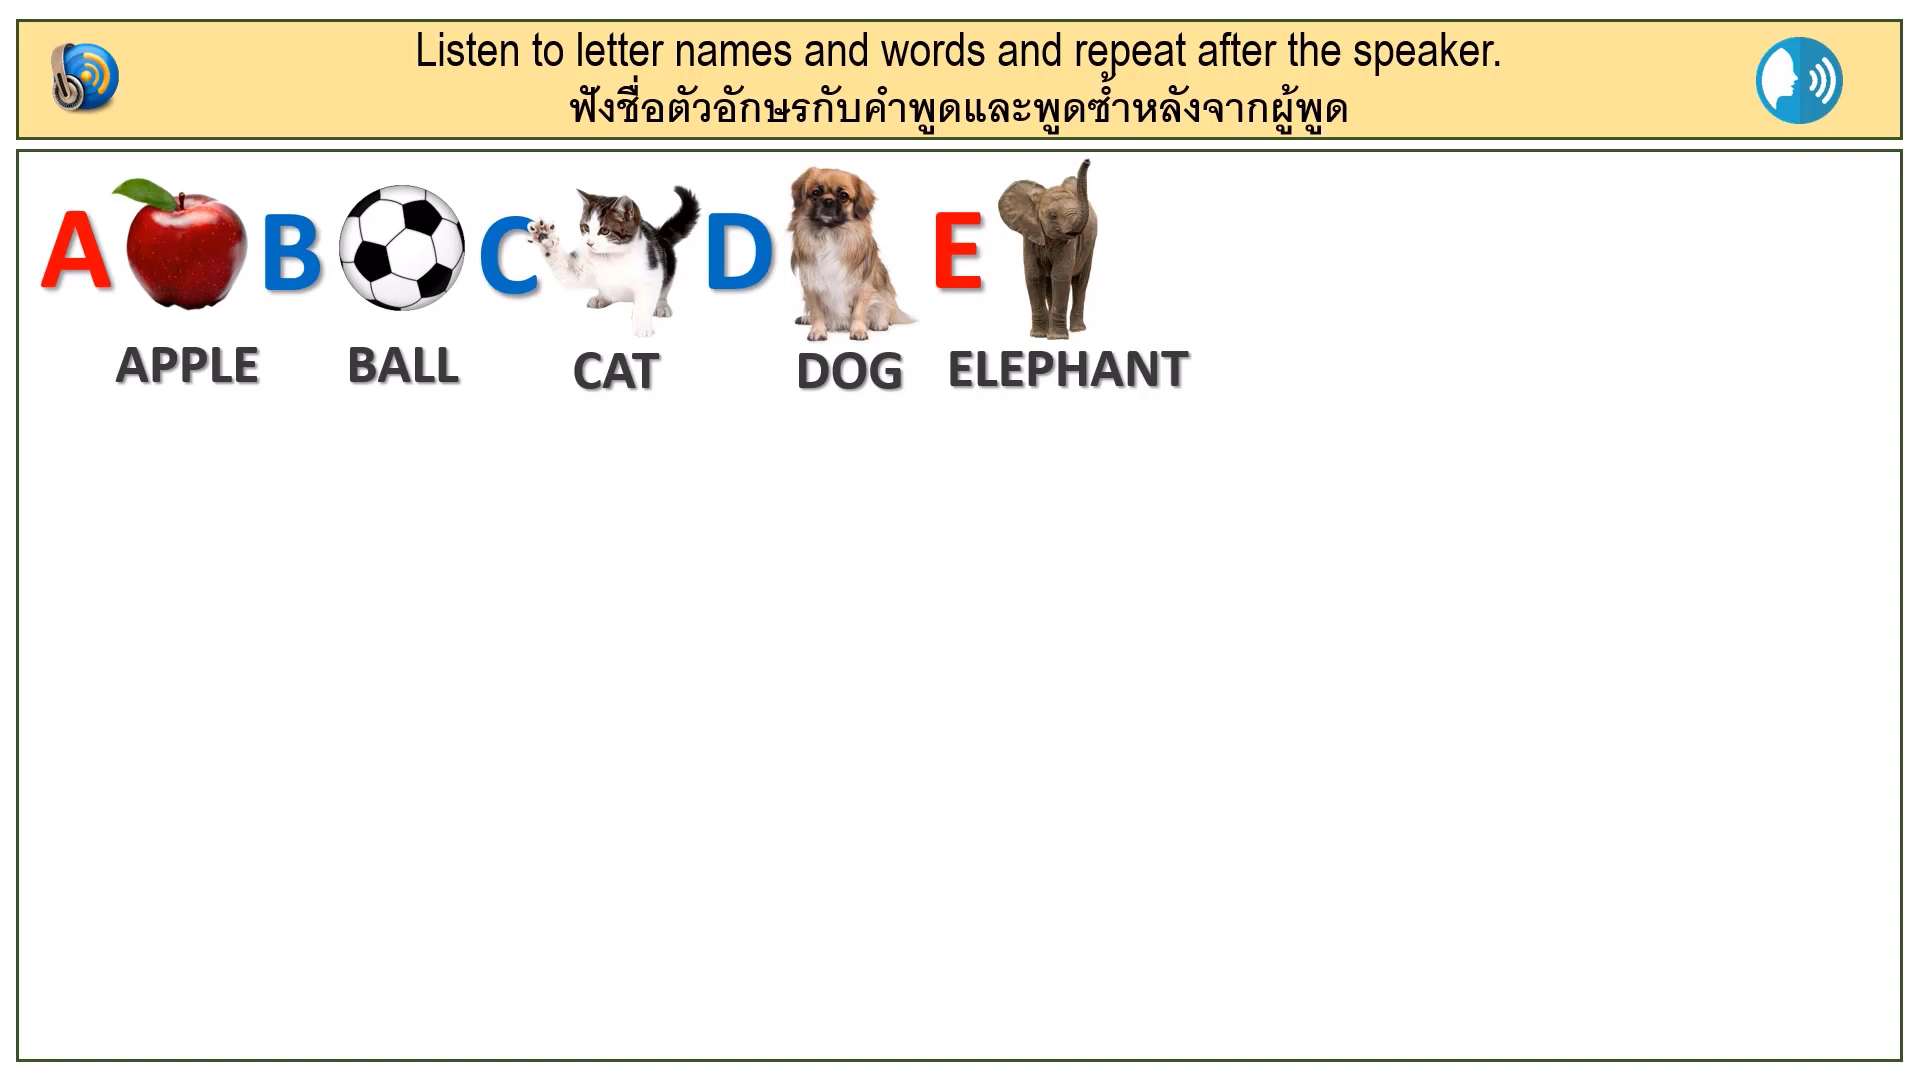 Listen to letter names and words and repeat after the speaker.
ฟังชื่อตัวอักษรกับคำพูดและพูดซ้ำหลังจากผู้พูด
A B C D E
APPLE BALL CAT DOG ELEPHANT